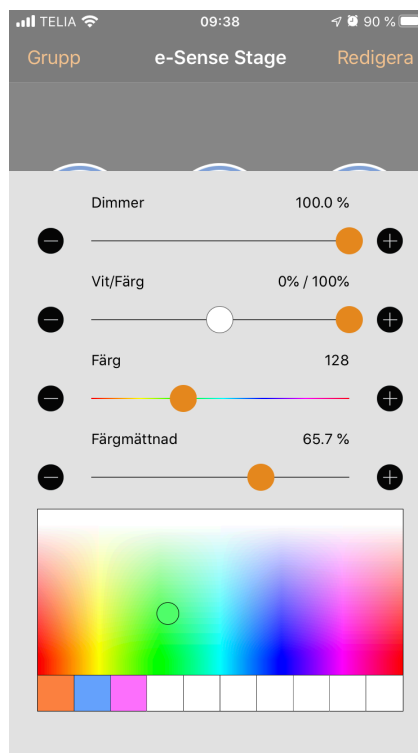 TELIA 09:38 90 %
Grupp e-Sense Stage Redigera
Dimmer 100.0 %
Vit/Färg 0% / 100%
Färg 128
Färgmättnad 65.7 %